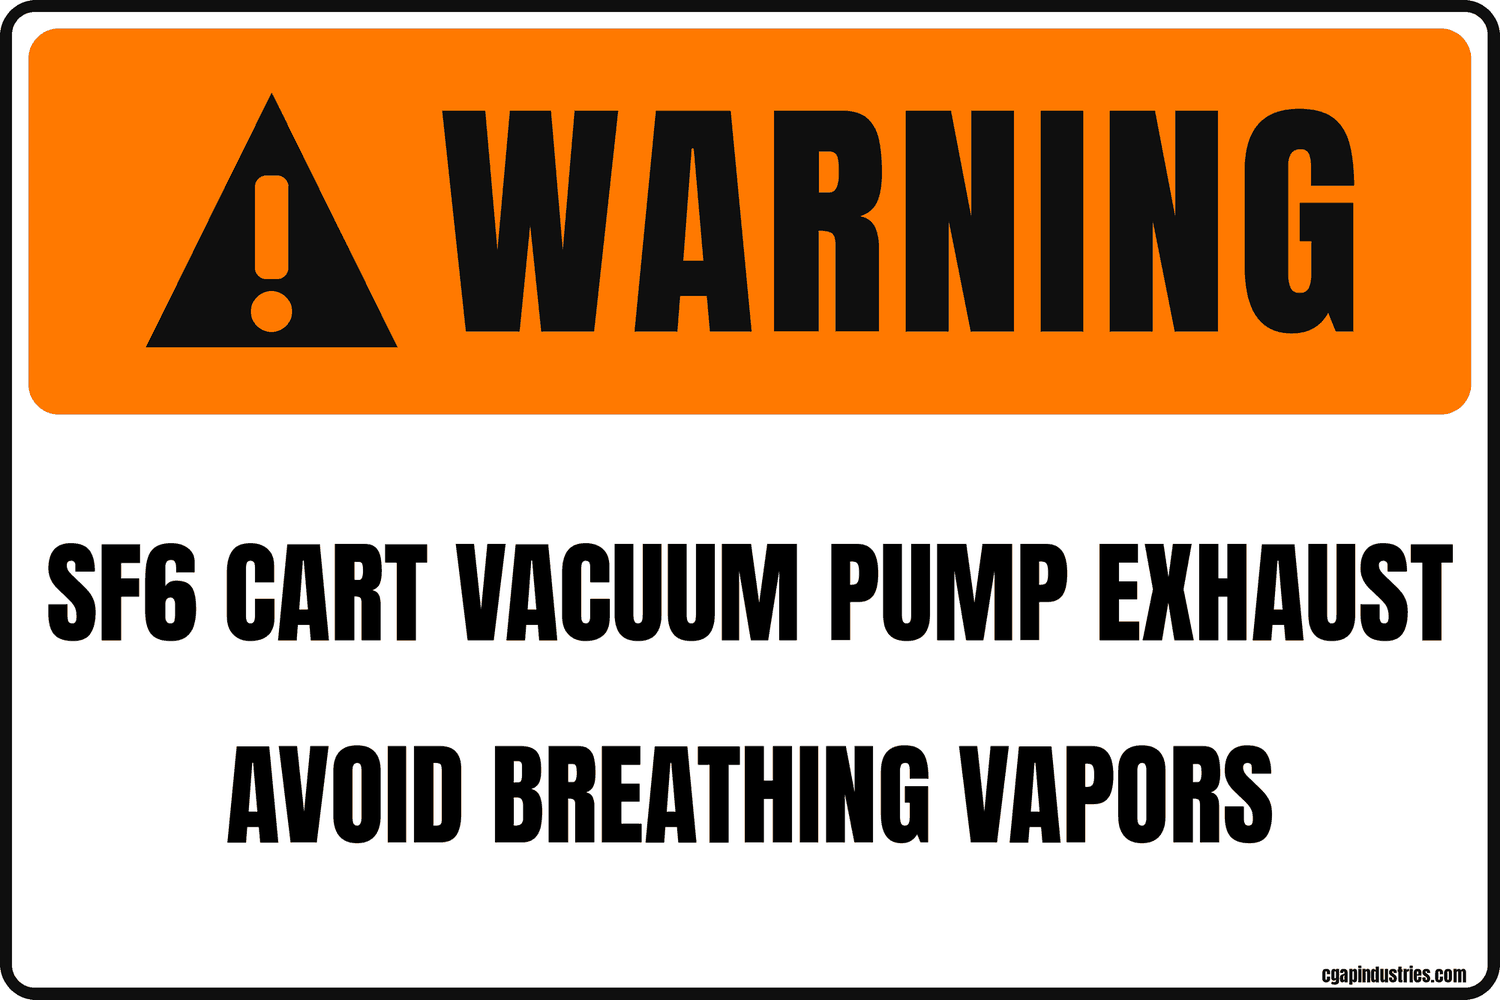 WARNING
SF6 CART VACUUM PUMP EXHAUST
AVOID BREATHING VAPORS
cgapindustries.com